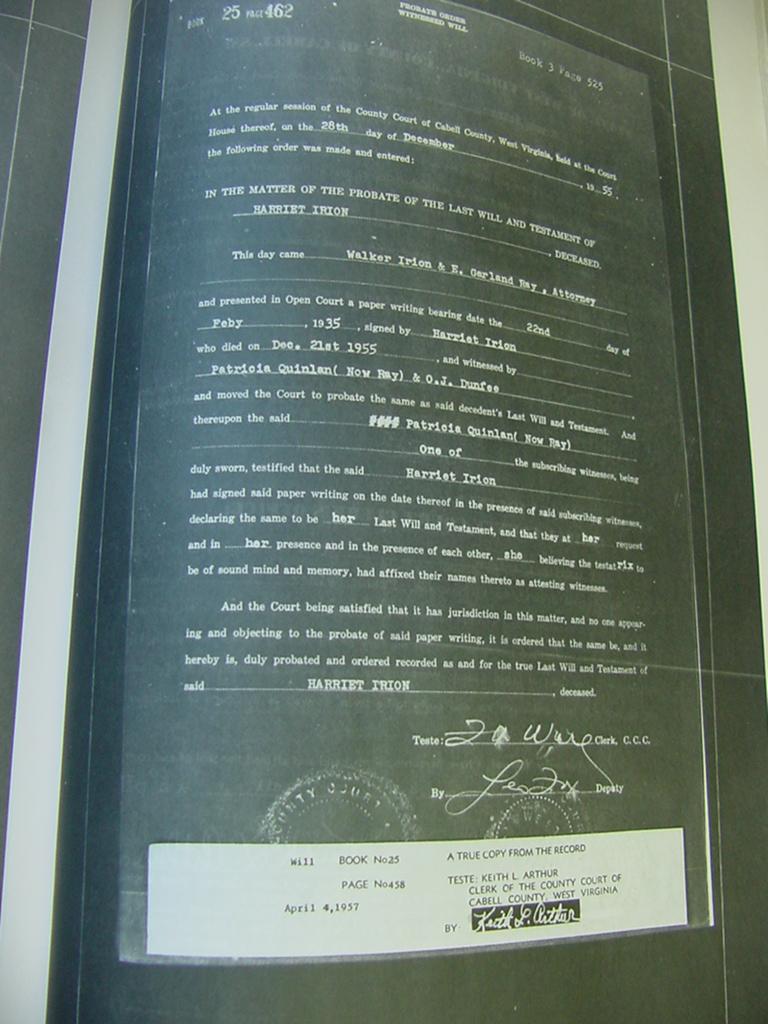 BOOK 25 PAGE 462
PROBATE ORDER
WITNESSED WILL
Book 3 Page 525
At the regular session of the County Court of Cabell County, West Virginia, held at the Court
House thereof, on the 28th day of December, 19 55,
the following order was made and entered:
IN THE MATTER OF THE PROBATE OF THE LAST WILL AND TESTAMENT OF
HARRIET IRION, DECEASED.
This day came Walker Irion & E. Garland Ray, Attorney
and presented in Open Court a paper writing bearing date the 22nd day of
Feby, 1935, signed by Harriet Irion
who died on Dec. 21st 1955, and witnessed by
Patricia Quinlan( Now Ray) & O.J. Dunfee
and moved the Court to probate the same as said decedent's Last Will and Testament. And
thereupon the said #### Patricia Quinlan( Now Ray)
One of the subscribing witnesses, being
duly sworn, testified that the said Harriet Irion
had signed said paper writing on the date thereof in the presence of said subscribing witnesses,
declaring the same to be her Last Will and Testament, and that they at her request
and in her presence and in the presence of each other, she believing the testatrix to
be of sound mind and memory, had affixed their names thereto as attesting witnesses.
And the Court being satisfied that it has jurisdiction in this matter, and no one appear-
ing and objecting to the probate of said paper writing, it is ordered that the same be, and it
hereby is, duly probated and ordered recorded as and for the true Last Will and Testament of
said HARRIET IRION, deceased.
Teste: Clerk, C.C.C.
By Deputy
COUNTY COURT
Will BOOK No25
PAGE No458
April 4,1957
A TRUE COPY FROM THE RECORD
TESTE: KEITH L. ARTHUR
CLERK OF THE COUNTY COURT OF
CABELL COUNTY, WEST VIRGINIA
BY: Keith L. Arthur